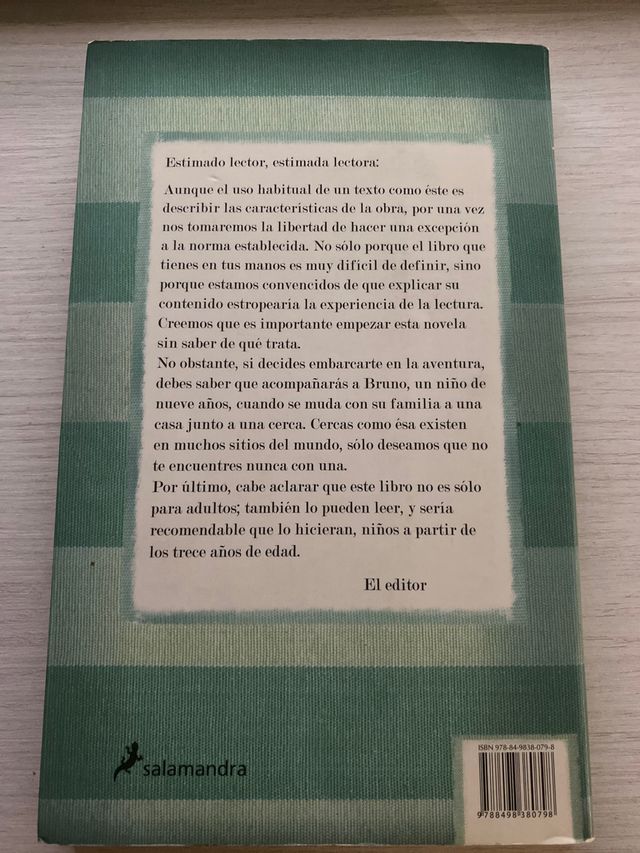 Estimado lector, estimada lectora:
Aunque el uso habitual de un texto como éste es
describir las características de la obra, por una vez
nos tomaremos la libertad de hacer una excepción
a la norma establecida. No sólo porque el libro que
tienes en tus manos es muy difícil de definir, sino
porque estamos convencidos de que explicar su
contenido estropearía la experiencia de la lectura.
Creemos que es importante empezar esta novela
sin saber de qué trata.
No obstante, si decides embarcarte en la aventura,
debes saber que acompañarás a Bruno, un niño de
nueve años, cuando se muda con su familia a una
casa junto a una cerca. Cercas como ésa existen
en muchos sitios del mundo, sólo deseamos que no
te encuentres nunca con una.
Por último, cabe aclarar que este libro no es sólo
para adultos; también lo pueden leer, y sería
recomendable que lo hicieran, niños a partir de
los trece años de edad.
El editor
salamandra
ISBN 978-84-9838-079-8
9 788498 380798